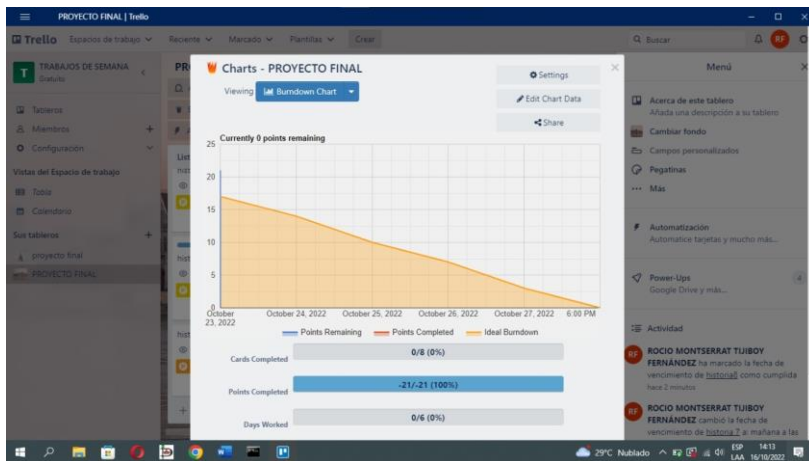 PROYECTO FINAL | Trello
Trello Espacios de trabajo Reciente Marcado Plantillas Crear Buscar RF
T TRABAJOS DE SEMANA
Gratuito
Tableros
Miembros +
Configuración
Vistas del Espacio de trabajo
Tabla
Calendario
Sus tableros +
proyecto final
PROYECTO FINAL
Charts - PROYECTO FINAL
Viewing: Burndown Chart
Settings
Edit Chart Data
Share
Currently 0 points remaining
25
20
15
10
5
0
October 23, 2022 October 24, 2022 October 25, 2022 October 26, 2022 October 27, 2022 6:00 PM
Points Remaining Points Completed Ideal Burndown
Cards Completed 0/8 (0%)
Points Completed -21/-21 (100%)
Days Worked 0/6 (0%)
Menú
Acerca de este tablero
Añada una descripción a su tablero
Cambiar fondo
Campos personalizados
Pegatinas
Más
Automatización
Automatice tarjetas y mucho más...
Power-Ups 4
Google Drive y más...
Actividad
RF ROCIO MONTSERRAT TIJIBOY
FERNÁNDEZ ha marcado la fecha de
vencimiento de historia8 como cumplida
hace 2 minutos
RF ROCIO MONTSERRAT TIJIBOY
FERNÁNDEZ cambió la fecha de
vencimiento de historia 7 a: mañana a las
29°C Nublado ESP LAA 14:13 16/10/2022